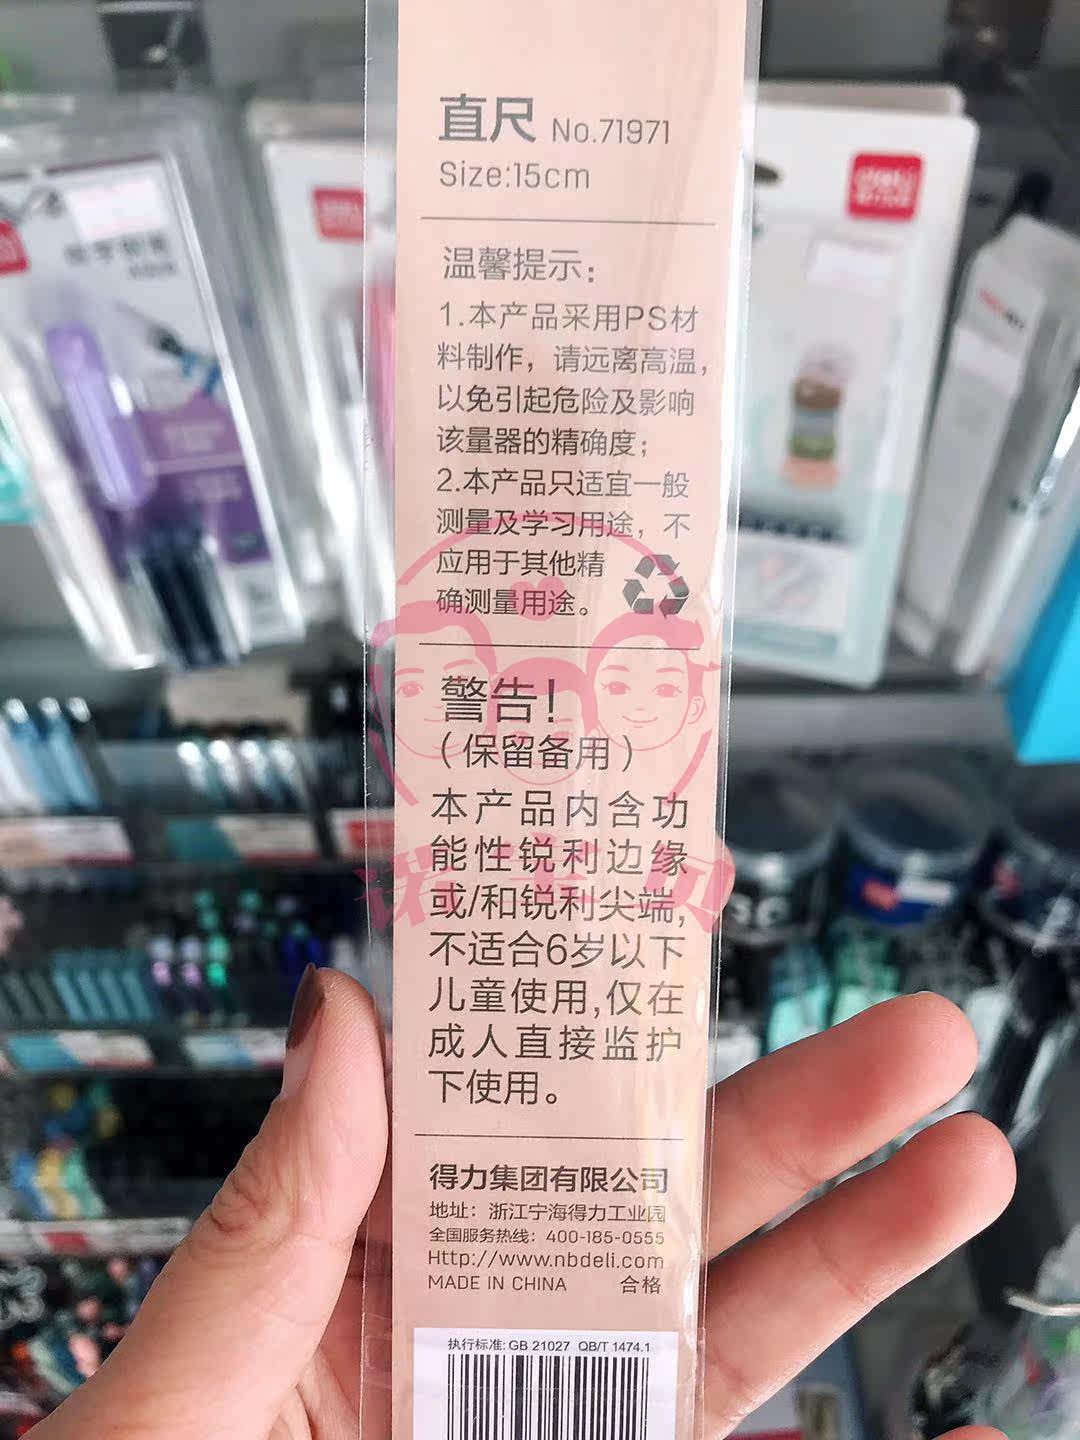 直尺 No.71971
Size:15cm
温馨提示：
1.本产品采用PS材
料制作，请远离高温，
以免引起危险及影响
该量器的精确度；
2.本产品只适宜一般
测量及学习用途，不
应用于其他精
确测量用途。
警告！
（保留备用）
本产品内含功
能性锐利边缘
或/和锐利尖端,
不适合6岁以下
儿童使用,仅在
成人直接监护
下使用。
得力集团有限公司
地址：浙江宁海得力工业园
全国服务热线：400-185-0555
Http://www.nbdeli.com
MADE IN CHINA 合格
执行标准: GB 21027 QB/T 1474.1